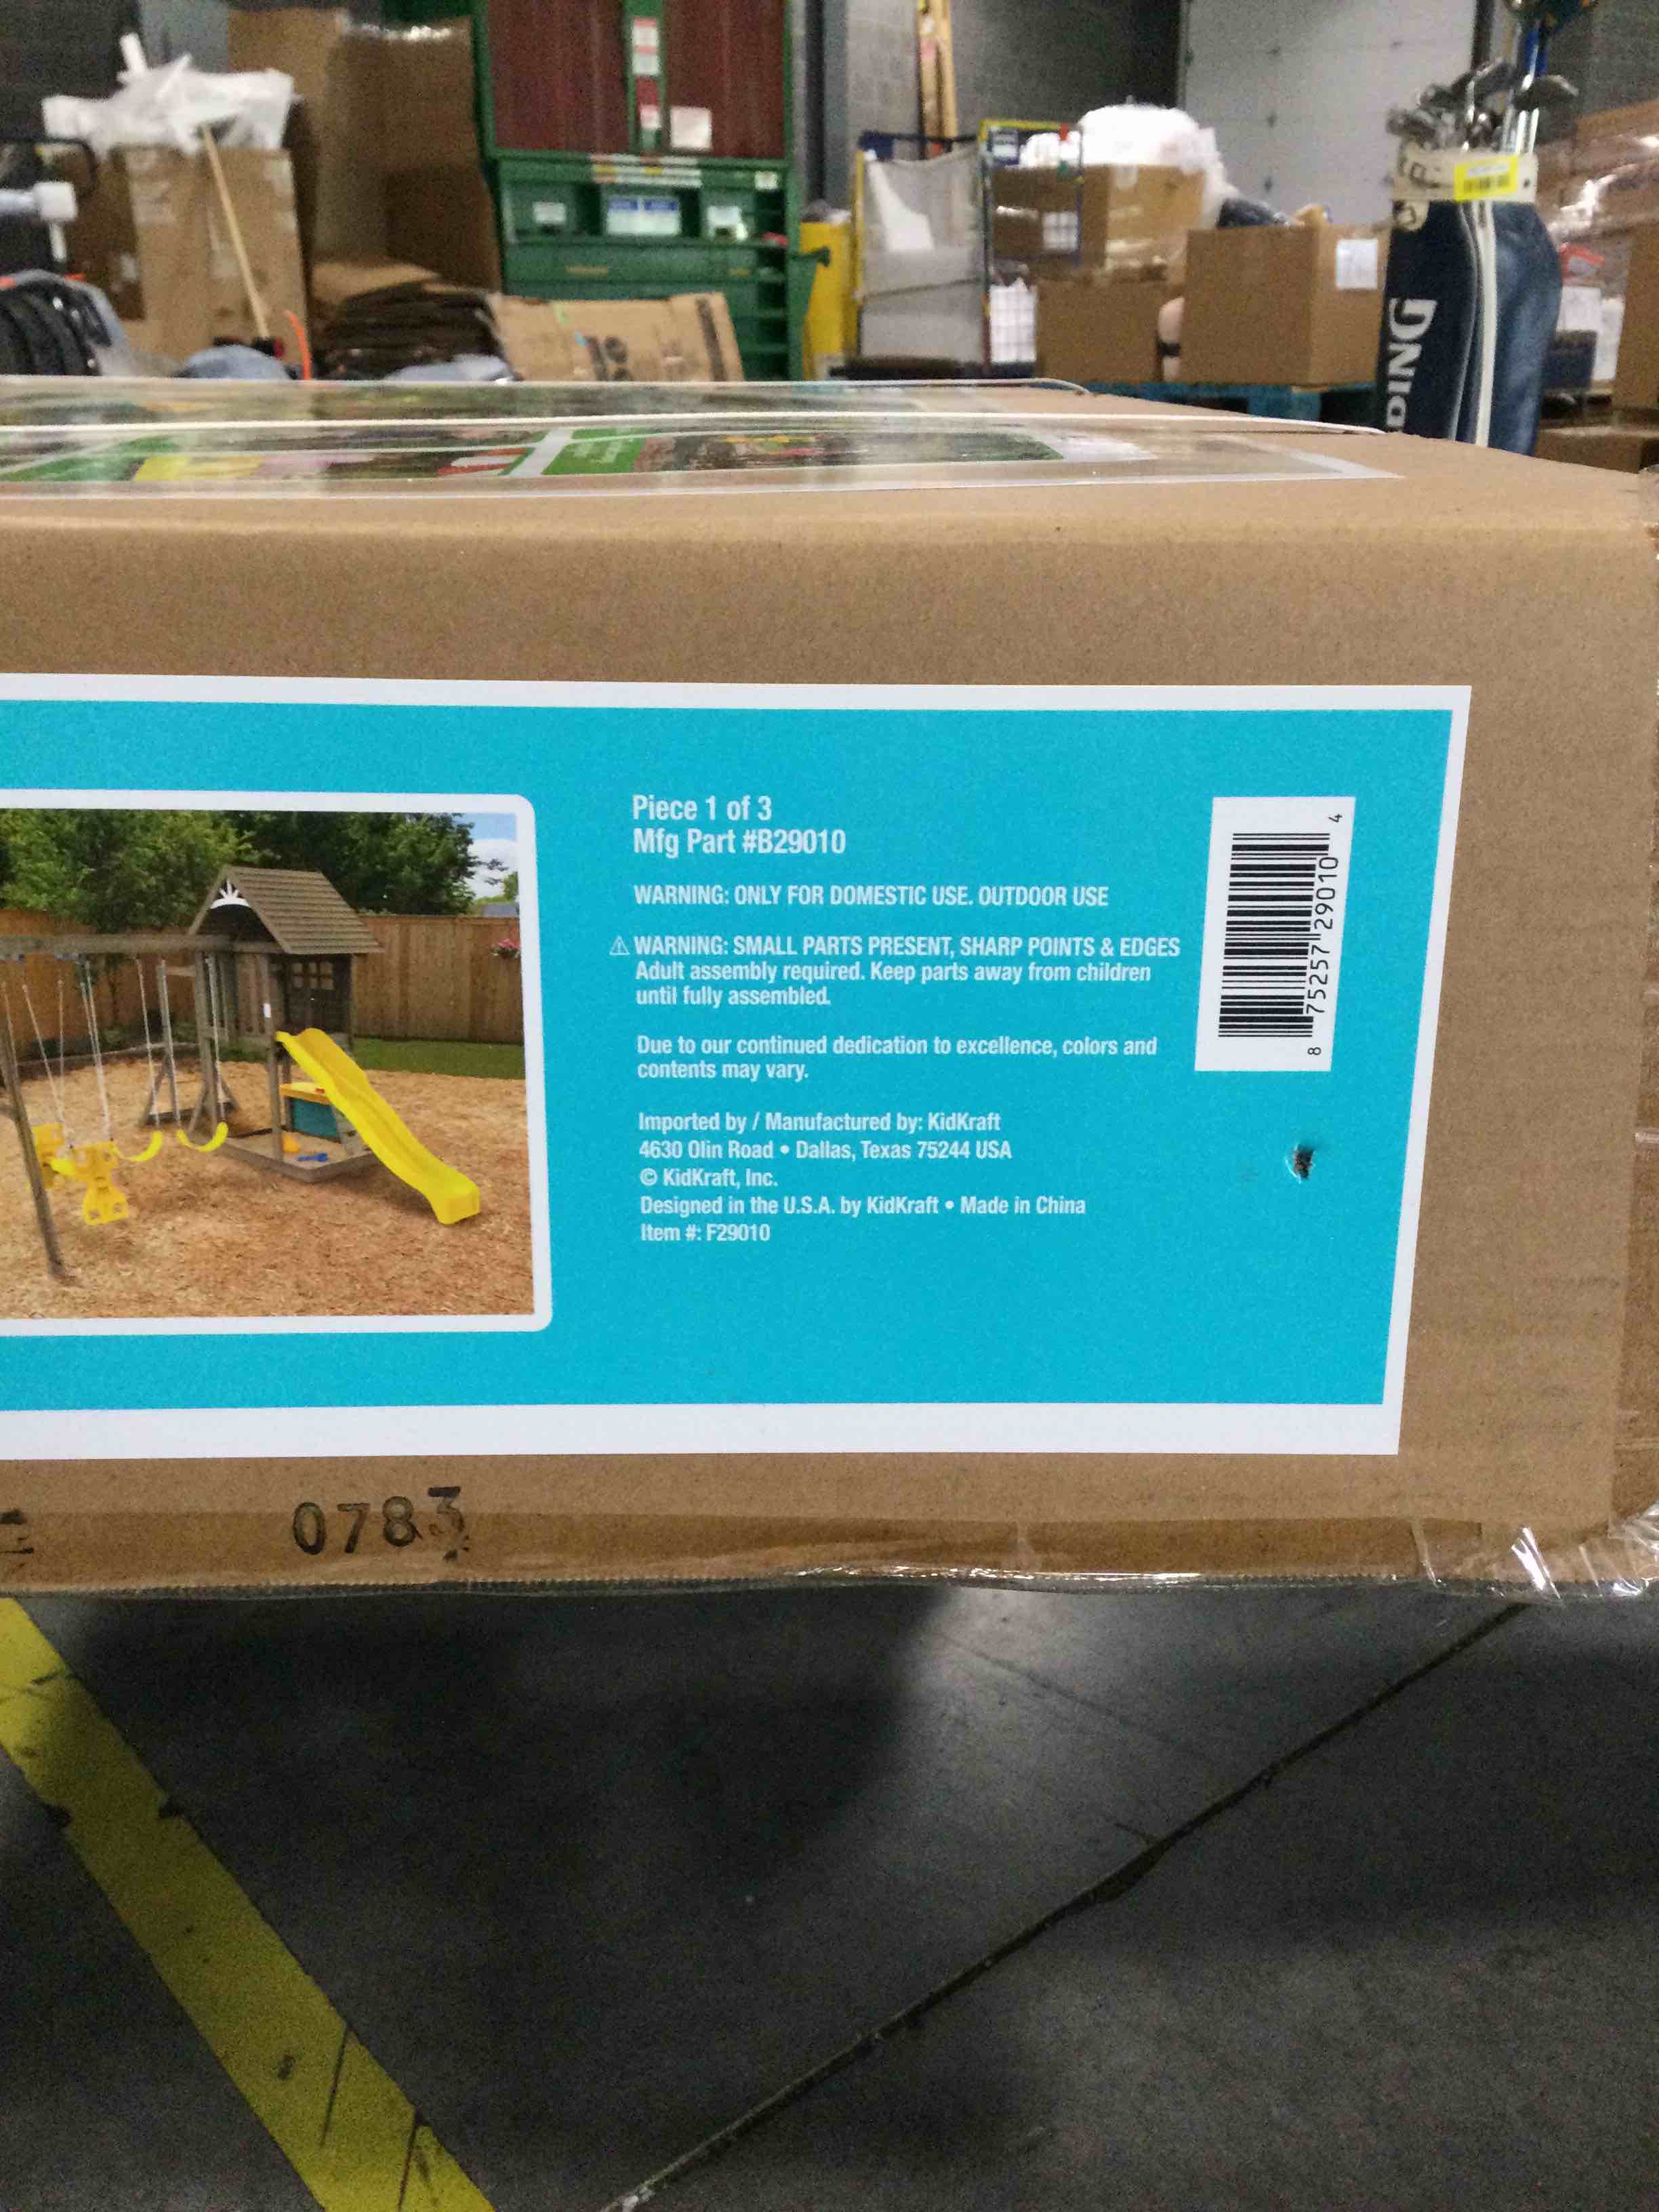 PING
Piece 1 of 3
Mfg Part #B29010
WARNING: ONLY FOR DOMESTIC USE. OUTDOOR USE
⚠ WARNING: SMALL PARTS PRESENT, SHARP POINTS & EDGES
Adult assembly required. Keep parts away from children
until fully assembled.
Due to our continued dedication to excellence, colors and
contents may vary.
Imported by / Manufactured by: KidKraft
4630 Olin Road • Dallas, Texas 75244 USA
© KidKraft, Inc.
Designed in the U.S.A. by KidKraft • Made in China
Item #: F29010
8 75257 29010 4
0783